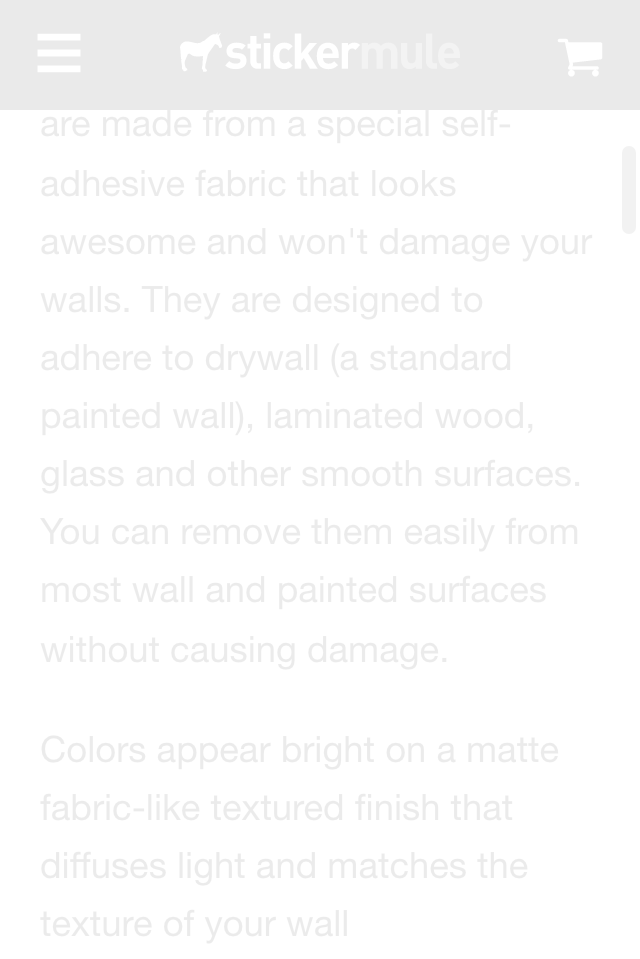 stickermule
are made from a special self-
adhesive fabric that looks
awesome and won't damage your
walls. They are designed to
adhere to drywall (a standard
painted wall), laminated wood,
glass and other smooth surfaces.
You can remove them easily from
most wall and painted surfaces
without causing damage.
Colors appear bright on a matte
fabric-like textured finish that
diffuses light and matches the
texture of your wall